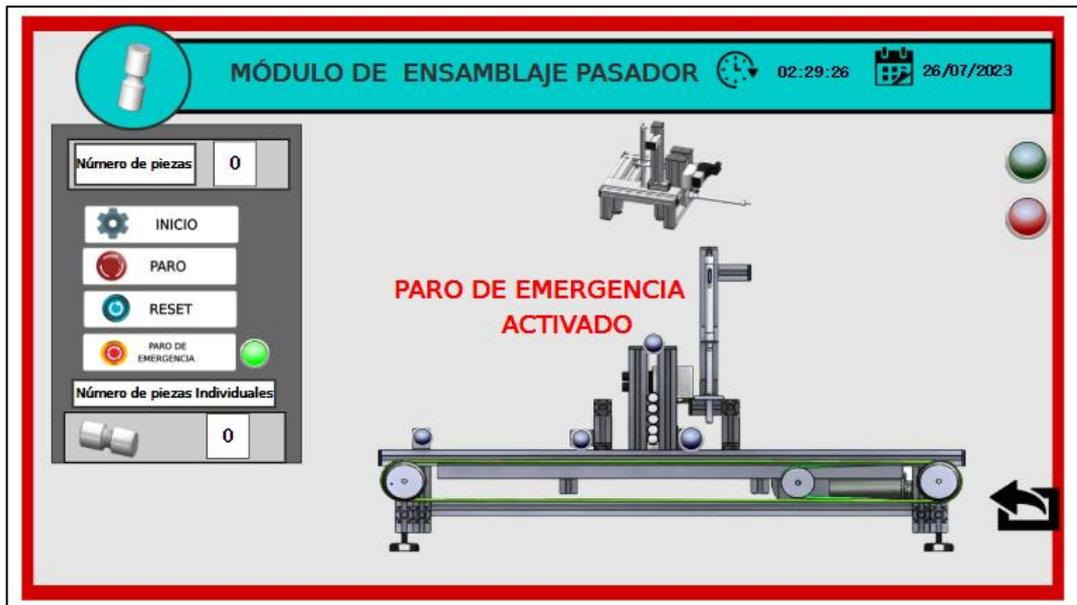 MÓDULO DE ENSAMBLAJE PASADOR
02:29:26
26/07/2023
Número de piezas
0
INICIO
PARO
RESET
PARO DE
EMERGENCIA
Número de piezas Individuales
0
PARO DE EMERGENCIA
ACTIVADO